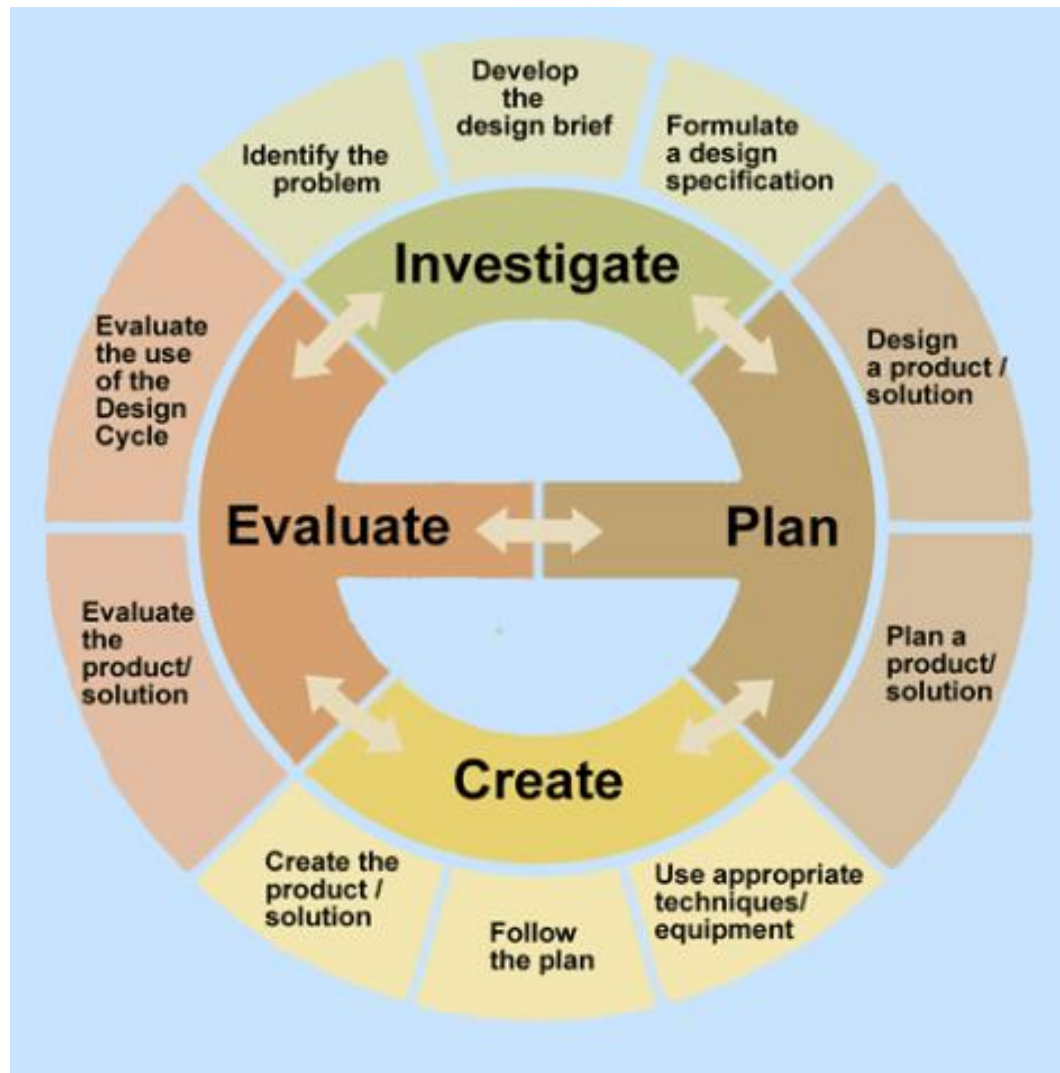 Develop
the
design brief
Formulate
a design
specification
Identify the
problem
Investigate
Evaluate
the use
of the
Design
Cycle
Design
a product /
solution
Evaluate
Plan
Evaluate
the
product/
solution
Plan a
product/
solution
Create
Create the
product /
solution
Follow
the plan
Use appropriate
techniques/
equipment